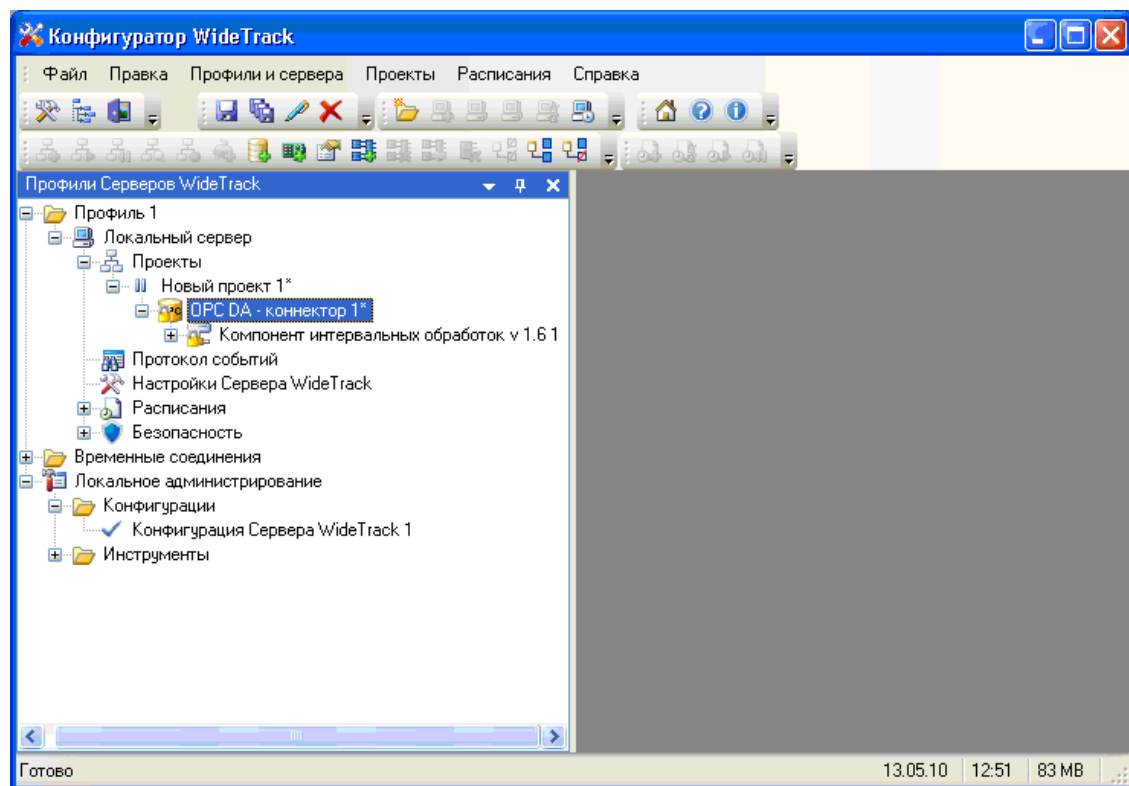 Конфигуратор WideTrack
Файл Правка Профили и сервера Проекты Расписания Справка
Профили Серверов WideTrack
Профиль 1
Локальный сервер
Проекты
Новый проект 1*
OPC DA - коннектор 1*
Компонент интервальных обработок v 1.6 1
Протокол событий
Настройки Сервера WideTrack
Расписания
Безопасность
Временные соединения
Локальное администрирование
Конфигурации
Конфигурация Сервера WideTrack 1
Инструменты
Готово 13.05.10 12:51 83 MB